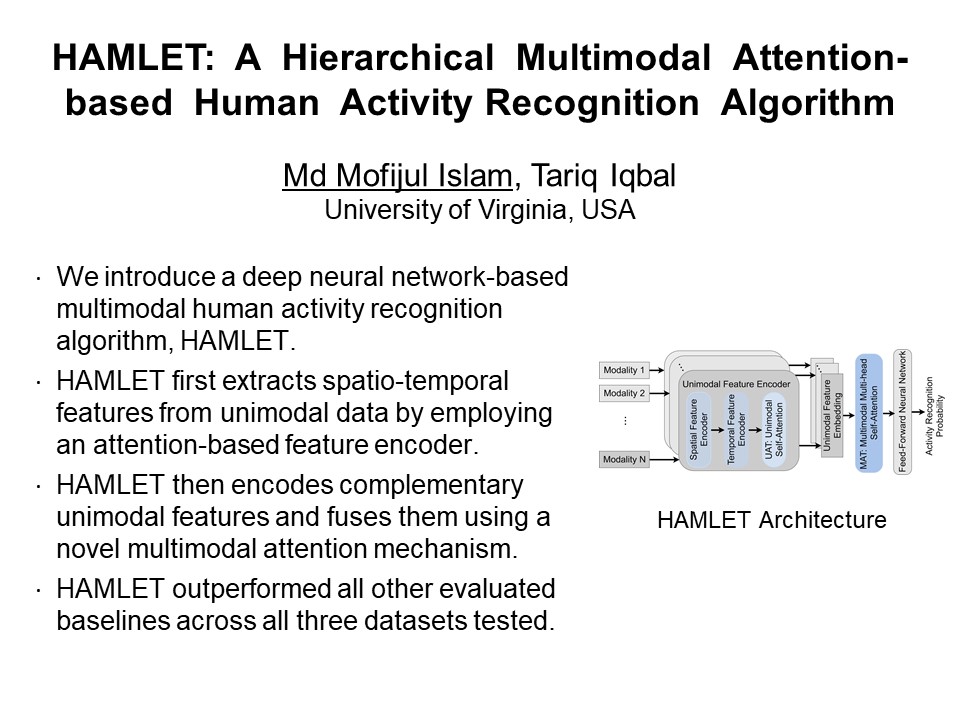 HAMLET: A Hierarchical Multimodal Attention-
based Human Activity Recognition Algorithm
Md Mofijul Islam, Tariq Iqbal
University of Virginia, USA
· We introduce a deep neural network-based
multimodal human activity recognition
algorithm, HAMLET.
· HAMLET first extracts spatio-temporal
features from unimodal data by employing
an attention-based feature encoder.
· HAMLET then encodes complementary
unimodal features and fuses them using a
novel multimodal attention mechanism.
· HAMLET outperformed all other evaluated
baselines across all three datasets tested.
Modality 1
Modality 2
...
Modality N
Unimodal Feature Encoder
Spatial Feature
Encoder
Temporal Feature
Encoder
UAT: Unimodal
Self-Attention
Unimodal Feature
Embedding
MAT: Multimodal Multi-head
Self-Attention
Feed-Forward Neural Network
Activity Recognition
Probability
HAMLET Architecture